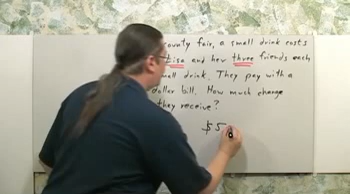 ounty fair, a small drink costs
Lisa and her three friends each
mall drink. They pay with a
dollar bill. How much change
they receive?
$5